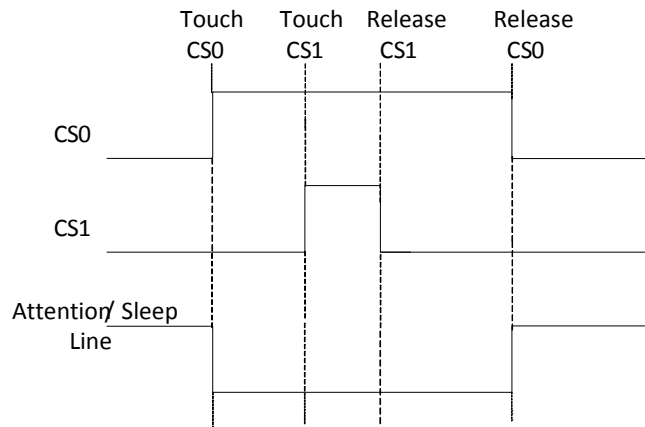 Touch Touch Release Release
CS0 CS1 CS1 CS0
CS0
CS1
Attention/ Sleep
Line